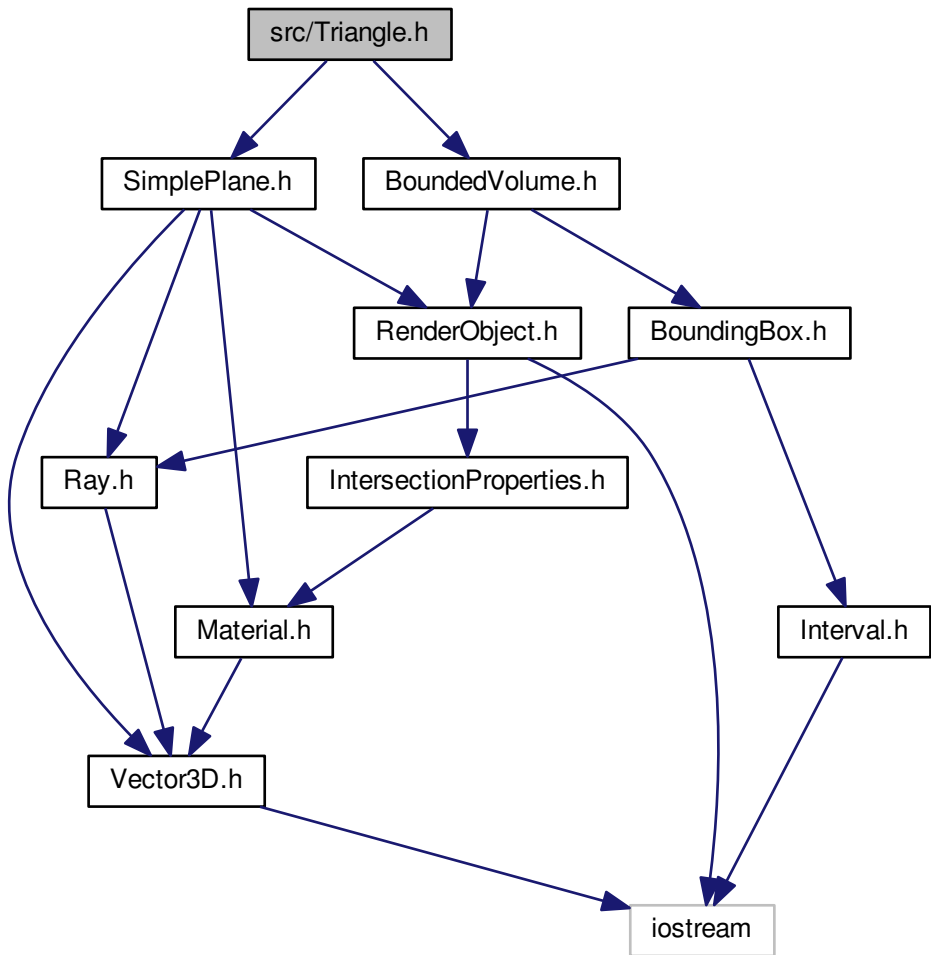 src/Triangle.h
SimplePlane.h
BoundedVolume.h
RenderObject.h
BoundingBox.h
Ray.h
IntersectionProperties.h
Material.h
Interval.h
Vector3D.h
iostream